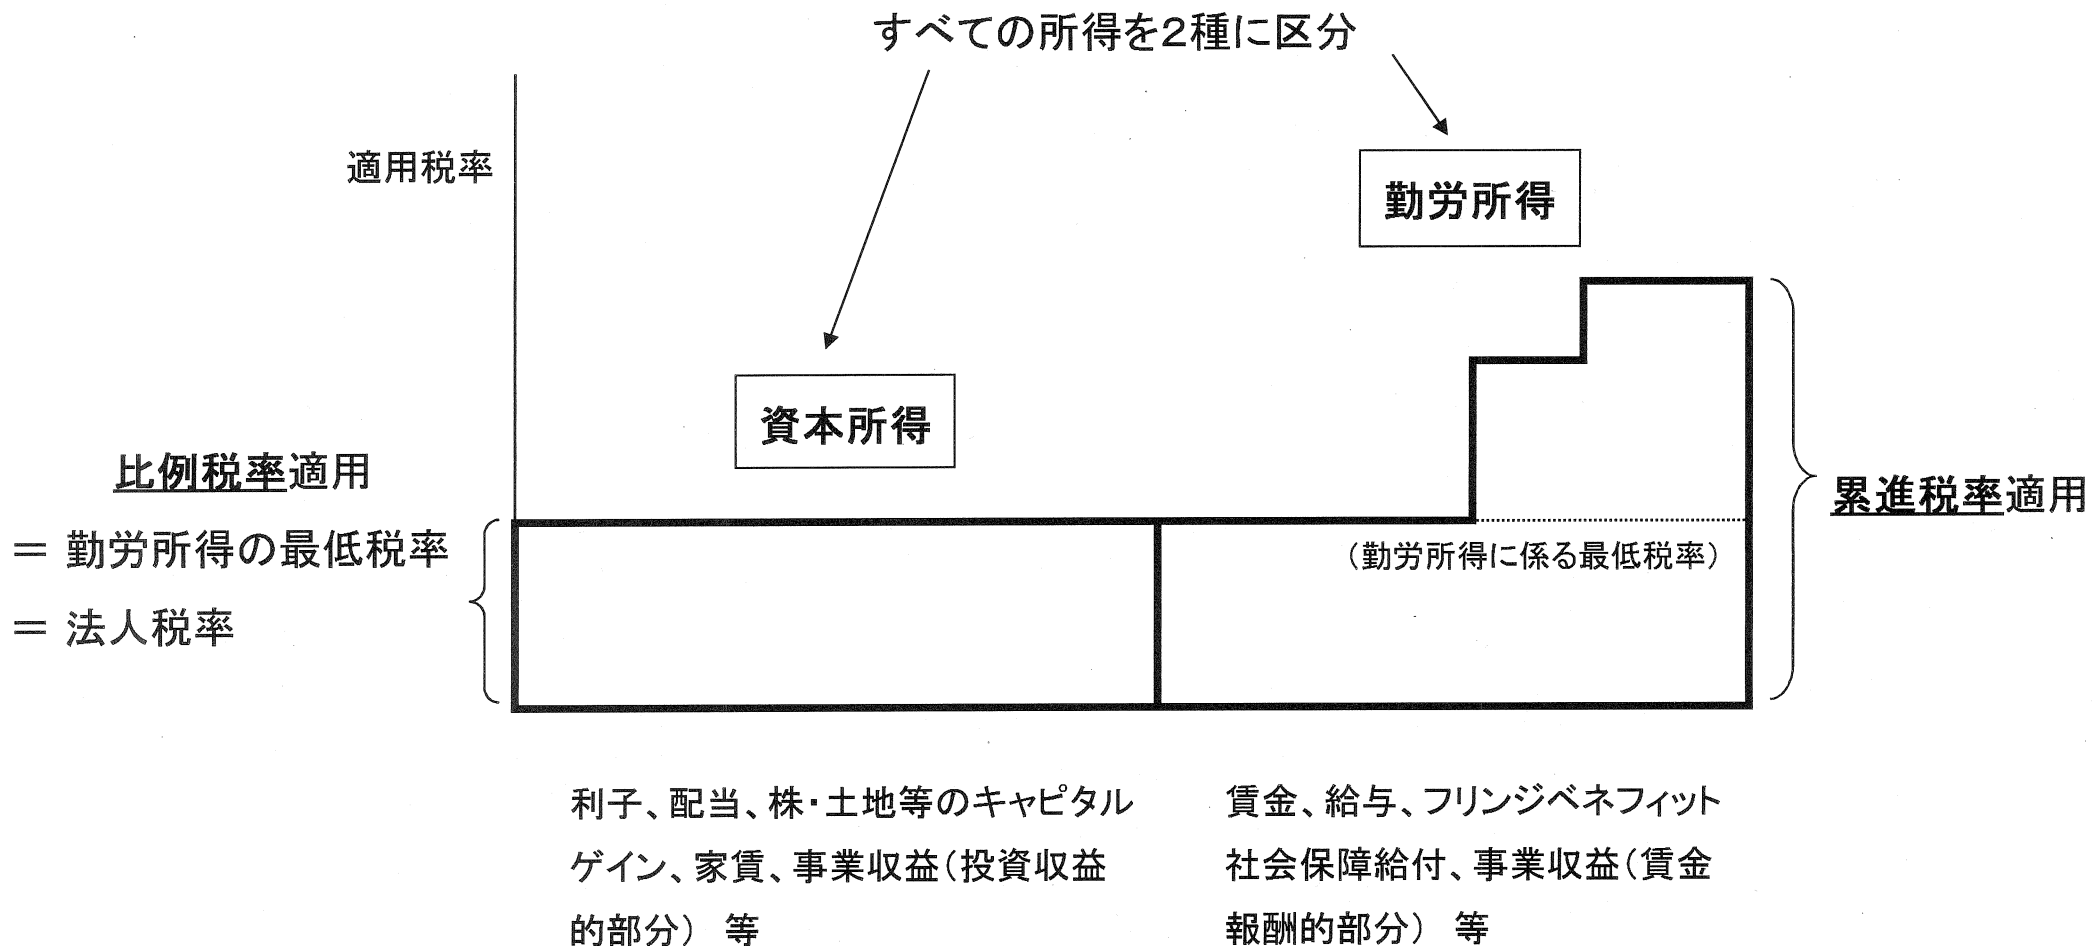 すべての所得を2種に区分
適用税率
勤労所得
資本所得
比例税率適用
＝ 勤労所得の最低税率
＝ 法人税率
累進税率適用
（勤労所得に係る最低税率）
利子、配当、株・土地等のキャピタル
ゲイン、家賃、事業収益（投資収益
的部分） 等
賃金、給与、フリンジベネフィット
社会保障給付、事業収益（賃金
報酬的部分） 等